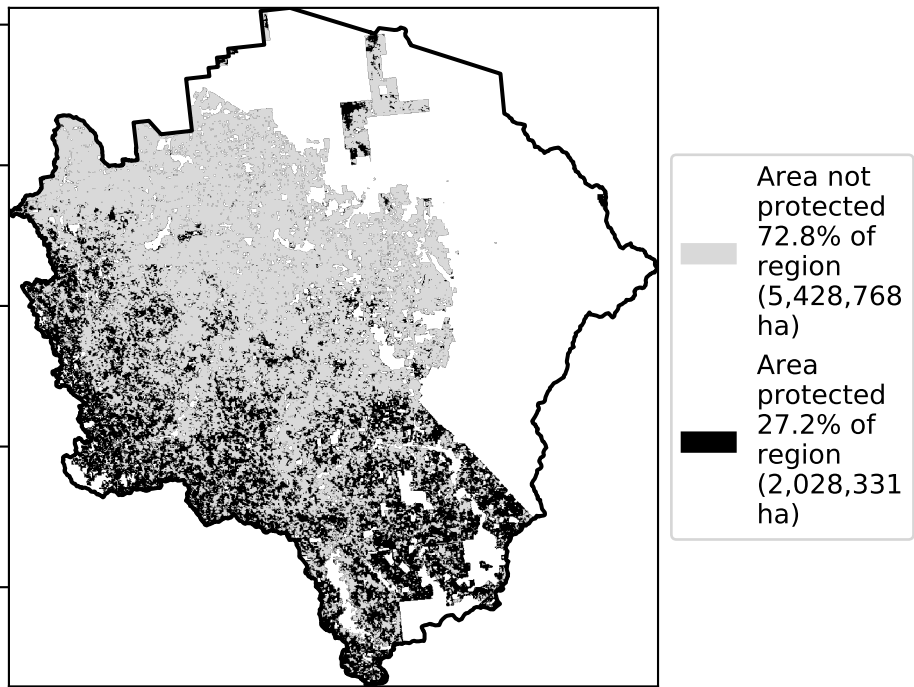 Area not
protected
72.8% of
region
(5,428,768
ha)
Area
protected
27.2% of
region
(2,028,331
ha)